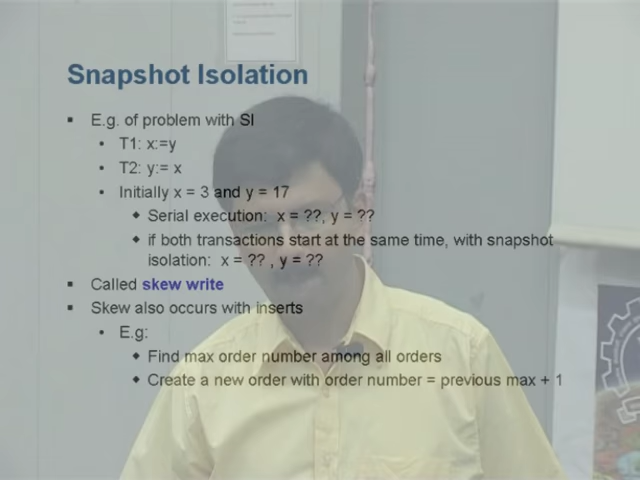 Snapshot Isolation
▪ E.g. of problem with SI
• T1: x:=y
• T2: y:= x
• Initially x = 3 and y = 17
◆ Serial execution: x = ??, y = ??
◆ if both transactions start at the same time, with snapshot
isolation: x = ?? , y = ??
▪ Called skew write
▪ Skew also occurs with inserts
• E.g:
◆ Find max order number among all orders
◆ Create a new order with order number = previous max + 1